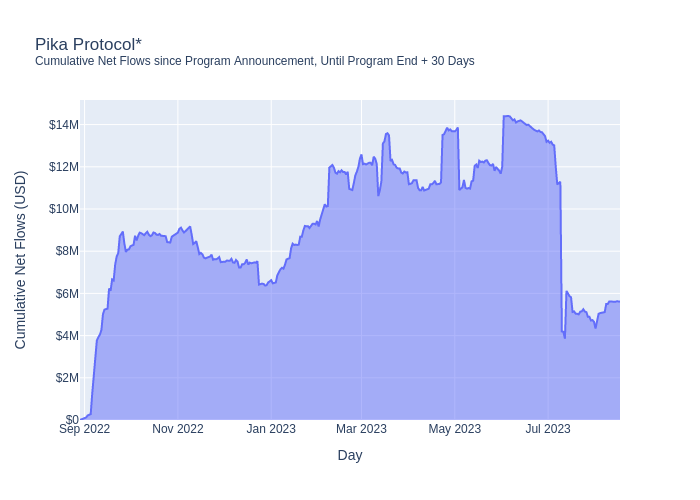 Pika Protocol*
Cumulative Net Flows since Program Announcement, Until Program End + 30 Days
Cumulative Net Flows (USD)
$14M
$12M
$10M
$8M
$6M
$4M
$2M
$0
Sep 2022 Nov 2022 Jan 2023 Mar 2023 May 2023 Jul 2023
Day